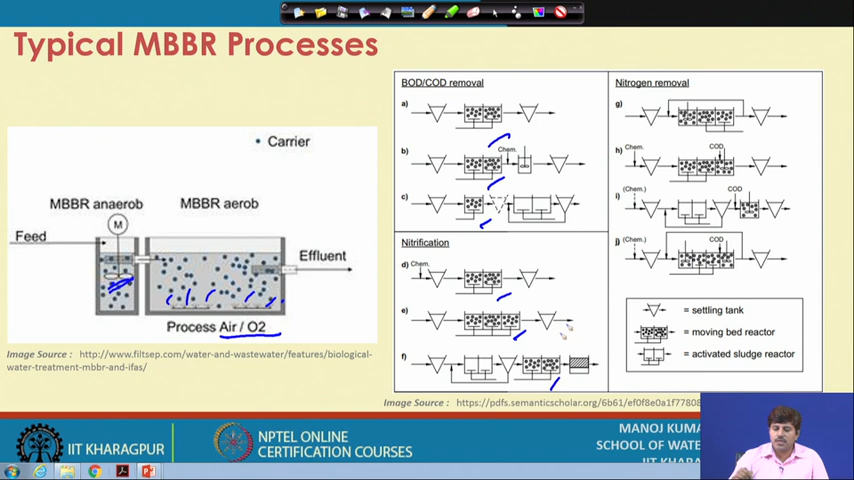 Typical MBBR Processes
Carrier
MBBR anaerob
MBBR aerob
M
Feed
Effluent
Process Air / O2
Image Source : http://www.filtsep.com/water-and-wastewater/features/biological-
water-treatment-mbbr-and-ifas/
BOD/COD removal
a)
b)
Chem.
c)
Nitrification
d)
Chem.
e)
f)
Nitrogen removal
g)
h)
Chem.
COD
i)
(Chem.)
COD
j)
(Chem.)
COD
= settling tank
= moving bed reactor
= activated sludge reactor
Image Source : https://pdfs.semanticscholar.org/6b61/ef0f8e0a1f77808
IIT KHARAGPUR
NPTEL ONLINE
CERTIFICATION COURSES
MANOJ KUMA
SCHOOL OF WATE
IIT KHARA